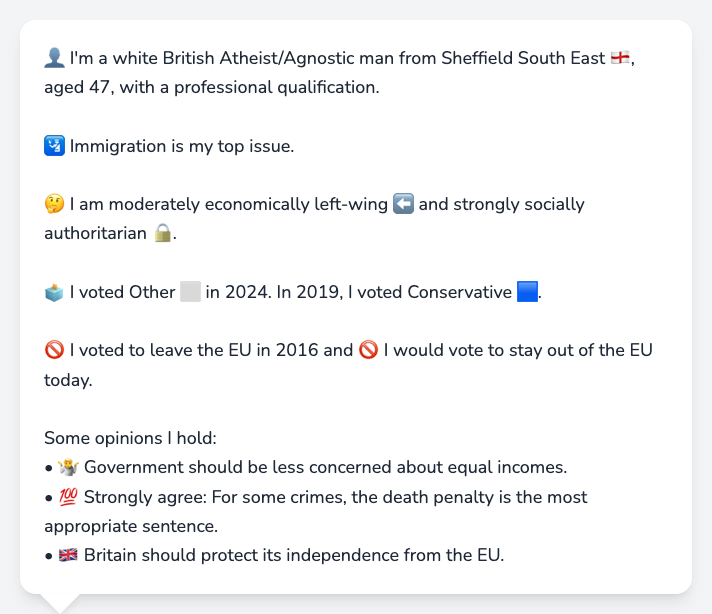 👤 I'm a white British Atheist/Agnostic man from Sheffield South East 🏴󠁧󠁢󠁥󠁮󠁧󠁿,
aged 47, with a professional qualification.
🛂 Immigration is my top issue.
🤔 I am moderately economically left-wing ⬅️ and strongly socially
authoritarian 🔒.
🗳️ I voted Other ⬜ in 2024. In 2019, I voted Conservative 🟦.
🚫 I voted to leave the EU in 2016 and 🚫 I would vote to stay out of the EU
today.
Some opinions I hold:
• 🤷 Government should be less concerned about equal incomes.
• 💯 Strongly agree: For some crimes, the death penalty is the most
appropriate sentence.
• 🇬🇧 Britain should protect its independence from the EU.